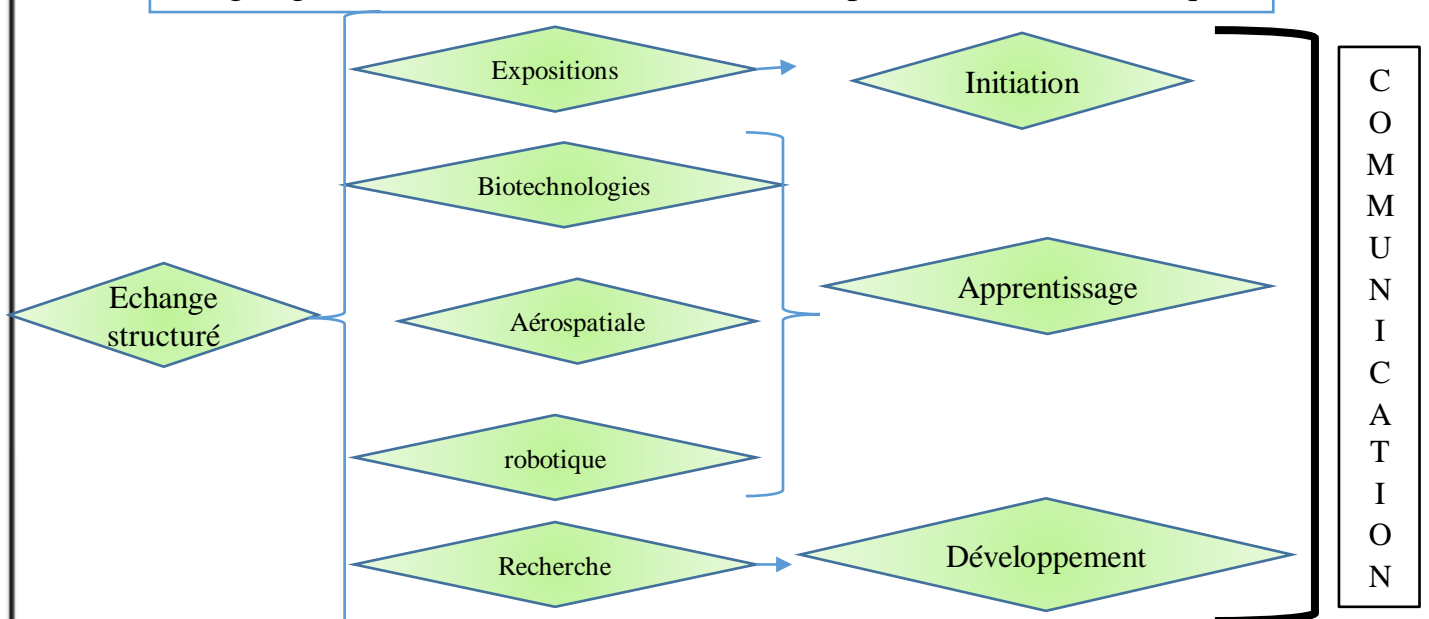 Expositions
Initiation
Biotechnologies
Echange
structuré
Aérospatiale
Apprentissage
robotique
Recherche
Développement
C
O
M
M
U
N
I
C
A
T
I
O
N